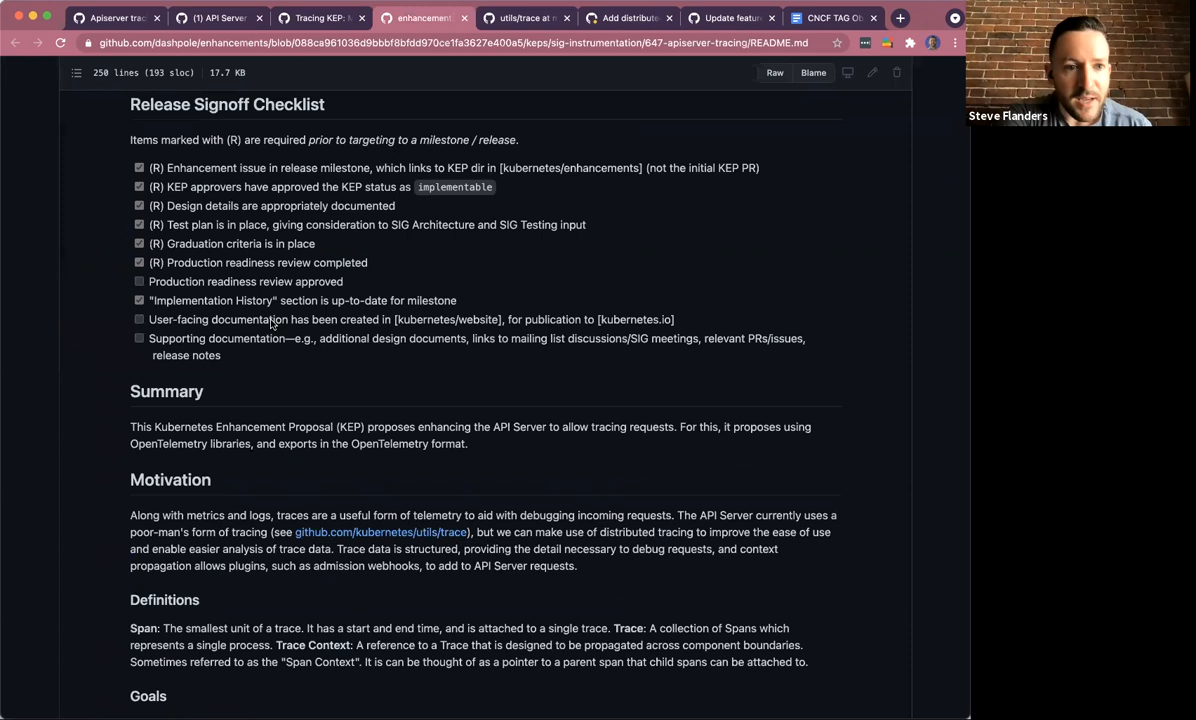 Apiserver trac
(1) API Server
Tracing KEP:
enhancement
utils/trace at m
Add distribute
Update featur
CNCF TAG Ob
github.com/dashpole/enhancements/blob/088ca961036d9bbbf8bfdd970ce1fa3627e400a5/keps/sig-instrumentation/647-apiserver-tracing/README.md
250 lines (193 sloc) 17.7 KB
Raw Blame
Steve Flanders
Release Signoff Checklist
Items marked with (R) are required prior to targeting to a milestone / release.
(R) Enhancement issue in release milestone, which links to KEP dir in [kubernetes/enhancements] (not the initial KEP PR)
(R) KEP approvers have approved the KEP status as implementable
(R) Design details are appropriately documented
(R) Test plan is in place, giving consideration to SIG Architecture and SIG Testing input
(R) Graduation criteria is in place
(R) Production readiness review completed
Production readiness review approved
"Implementation History" section is up-to-date for milestone
User-facing documentation has been created in [kubernetes/website], for publication to [kubernetes.io]
Supporting documentation—e.g., additional design documents, links to mailing list discussions/SIG meetings, relevant PRs/issues,
release notes
Summary
This Kubernetes Enhancement Proposal (KEP) proposes enhancing the API Server to allow tracing requests. For this, it proposes using
OpenTelemetry libraries, and exports in the OpenTelemetry format.
Motivation
Along with metrics and logs, traces are a useful form of telemetry to aid with debugging incoming requests. The API Server currently uses a
poor-man's form of tracing (see github.com/kubernetes/utils/trace), but we can make use of distributed tracing to improve the ease of use
and enable easier analysis of trace data. Trace data is structured, providing the detail necessary to debug requests, and context
propagation allows plugins, such as admission webhooks, to add to API Server requests.
Definitions
Span: The smallest unit of a trace. It has a start and end time, and is attached to a single trace. Trace: A collection of Spans which
represents a single process. Trace Context: A reference to a Trace that is designed to be propagated across component boundaries.
Sometimes referred to as the "Span Context". It is can be thought of as a pointer to a parent span that child spans can be attached to.
Goals